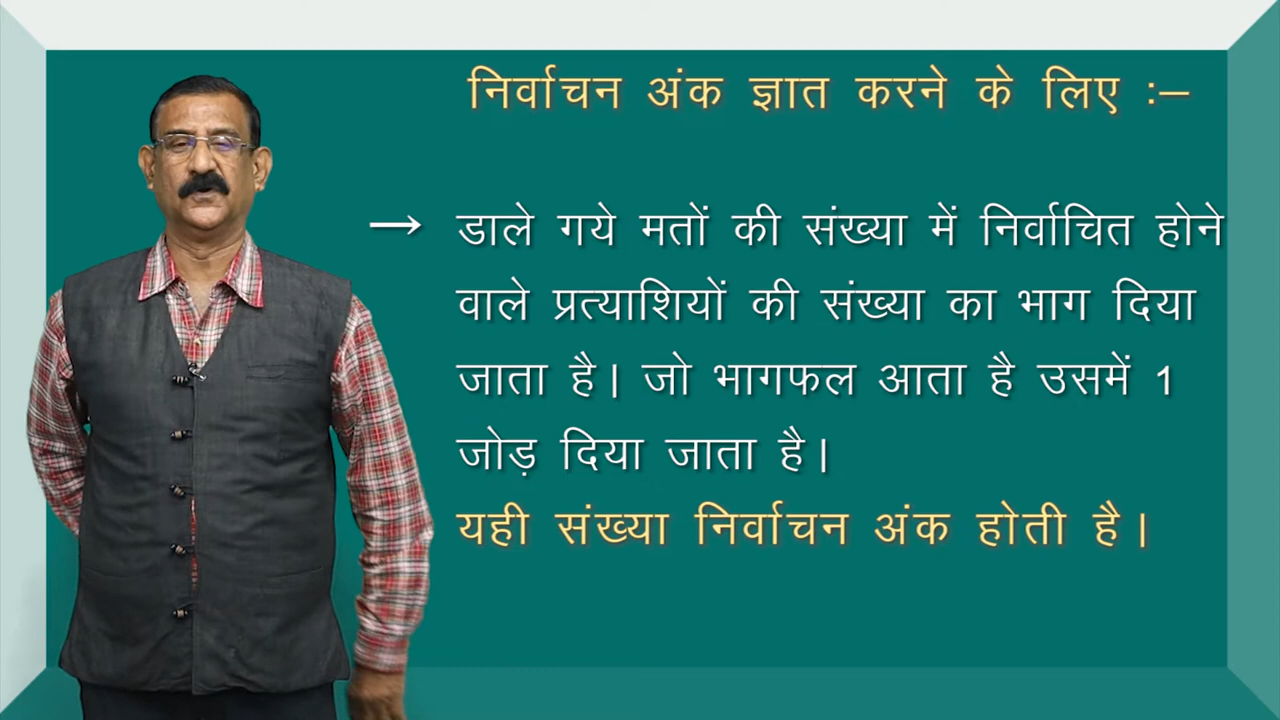 निर्वाचन अंक ज्ञात करने के लिए :–
→ डाले गये मतों की संख्या में निर्वाचित होने
वाले प्रत्याशियों की संख्या का भाग दिया
जाता है। जो भागफल आता है उसमें 1
जोड़ दिया जाता है।
यही संख्या निर्वाचन अंक होती है।